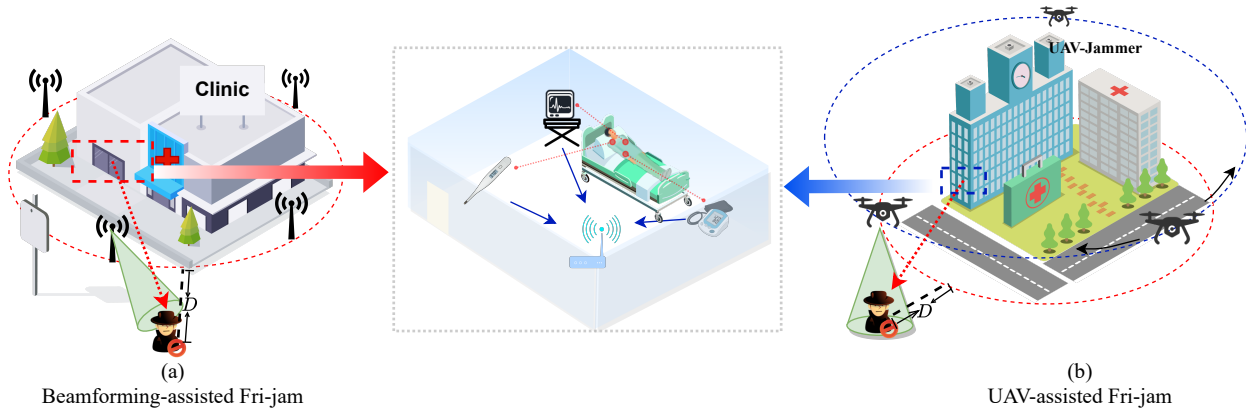 Clinic
UAV-Jammer
D
D
(a)
Beamforming-assisted Fri-jam
(b)
UAV-assisted Fri-jam